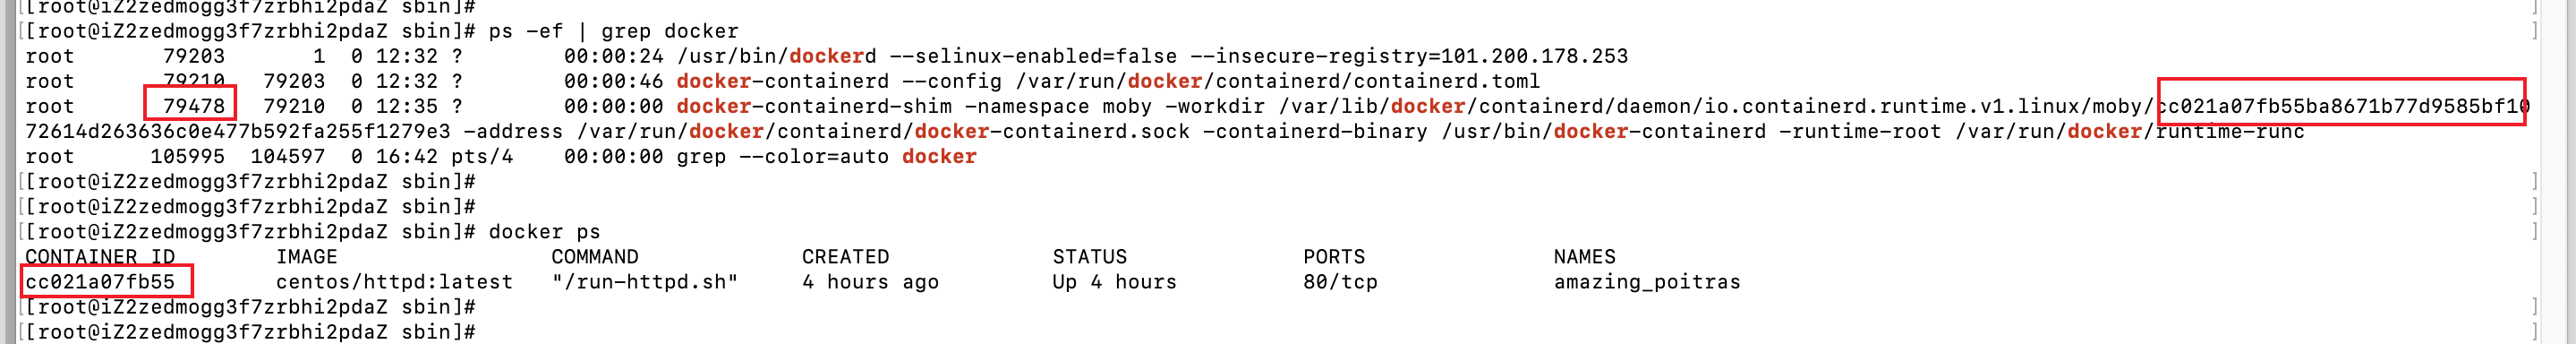 [[root@iZ2zedmogg3f7zrbhi2pdaZ sbin]#
[[root@iZ2zedmogg3f7zrbhi2pdaZ sbin]# ps -ef | grep docker ]
root 79203 1 0 12:32 ? 00:00:24 /usr/bin/dockerd --selinux-enabled=false --insecure-registry=101.200.178.253
root 79210 79203 0 12:32 ? 00:00:46 docker-containerd --config /var/run/docker/containerd/containerd.toml
root 79478 79210 0 12:35 ? 00:00:00 docker-containerd-shim -namespace moby -workdir /var/lib/docker/containerd/daemon/io.containerd.runtime.v1.linux/moby/cc021a07fb55ba8671b77d9585bf10
72614d263636c0e477b592fa255f1279e3 -address /var/run/docker/containerd/docker-containerd.sock -containerd-binary /usr/bin/docker-containerd -runtime-root /var/run/docker/runtime-runc
root 105995 104597 0 16:42 pts/4 00:00:00 grep --color=auto docker
[[root@iZ2zedmogg3f7zrbhi2pdaZ sbin]# ]
[[root@iZ2zedmogg3f7zrbhi2pdaZ sbin]# ]
[[root@iZ2zedmogg3f7zrbhi2pdaZ sbin]# docker ps ]
CONTAINER ID IMAGE COMMAND CREATED STATUS PORTS NAMES
cc021a07fb55 centos/httpd:latest "/run-httpd.sh" 4 hours ago Up 4 hours 80/tcp amazing_poitras
[[root@iZ2zedmogg3f7zrbhi2pdaZ sbin]# ]
[[root@iZ2zedmogg3f7zrbhi2pdaZ sbin]# ]